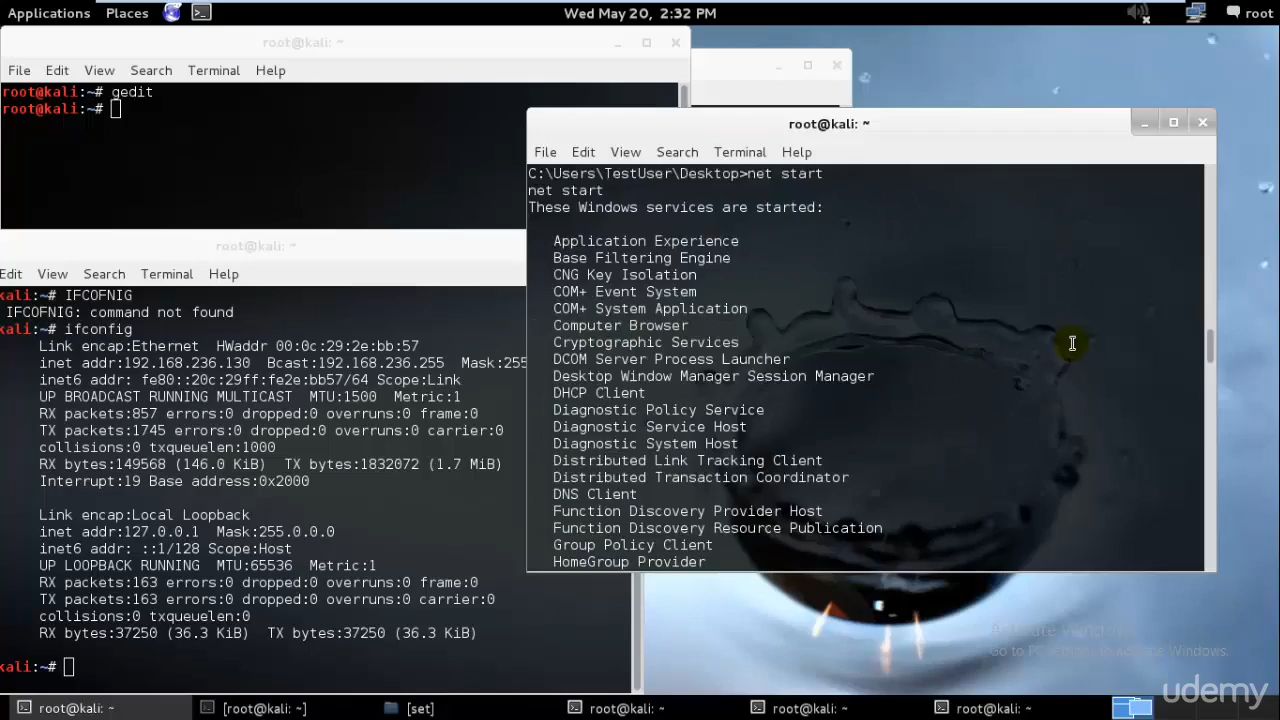 Applications Places Wed May 20, 2:32 PM root
root@kali: ~
File Edit View Search Terminal Help
root@kali:~# gedit
root@kali:~#
root@kali: ~
Edit View Search Terminal Help
kali:~# IFCOFNIG
IFCOFNIG: command not found
kali:~# ifconfig
Link encap:Ethernet HWaddr 00:0c:29:2e:bb:57
inet addr:192.168.236.130 Bcast:192.168.236.255 Mask:255
inet6 addr: fe80::20c:29ff:fe2e:bb57/64 Scope:Link
UP BROADCAST RUNNING MULTICAST MTU:1500 Metric:1
RX packets:857 errors:0 dropped:0 overruns:0 frame:0
TX packets:1745 errors:0 dropped:0 overruns:0 carrier:0
collisions:0 txqueuelen:1000
RX bytes:149568 (146.0 KiB) TX bytes:1832072 (1.7 MiB)
Interrupt:19 Base address:0x2000
Link encap:Local Loopback
inet addr:127.0.0.1 Mask:255.0.0.0
inet6 addr: ::1/128 Scope:Host
UP LOOPBACK RUNNING MTU:65536 Metric:1
RX packets:163 errors:0 dropped:0 overruns:0 frame:0
TX packets:163 errors:0 dropped:0 overruns:0 carrier:0
collisions:0 txqueuelen:0
RX bytes:37250 (36.3 KiB) TX bytes:37250 (36.3 KiB)
kali:~#
root@kali: ~
File Edit View Search Terminal Help
C:\Users\TestUser\Desktop>net start
net start
These Windows services are started:
Application Experience
Base Filtering Engine
CNG Key Isolation
COM+ Event System
COM+ System Application
Computer Browser
Cryptographic Services
DCOM Server Process Launcher
Desktop Window Manager Session Manager
DHCP Client
Diagnostic Policy Service
Diagnostic Service Host
Diagnostic System Host
Distributed Link Tracking Client
Distributed Transaction Coordinator
DNS Client
Function Discovery Provider Host
Function Discovery Resource Publication
Group Policy Client
HomeGroup Provider
Activate Windows
Go to PC settings to activate Windows.
udemy
root@kali: ~ [root@kali: ~] [set] root@kali: ~ root@kali: ~ root@kali: ~